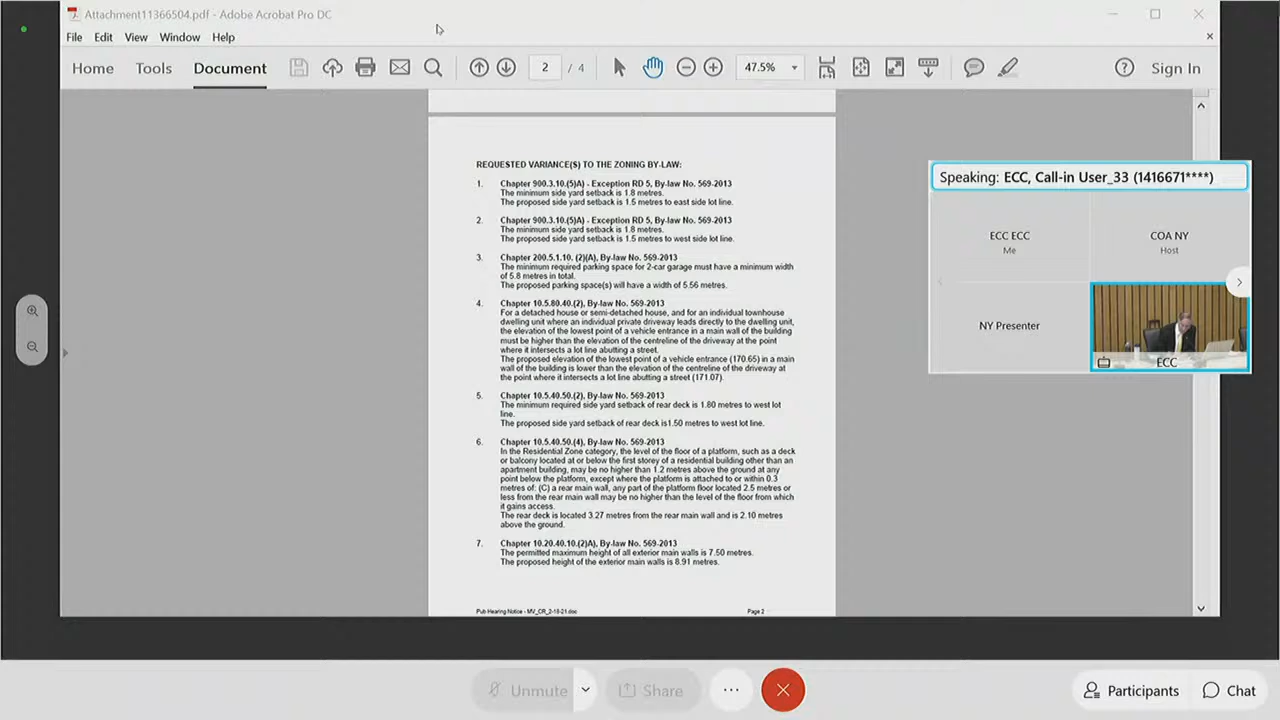 Attachment11366504.pdf - Adobe Acrobat Pro DC
File Edit View Window Help
Home Tools Document 2 / 4 47.5% Sign In
REQUESTED VARIANCE(S) TO THE ZONING BY-LAW:
1. Chapter 900.3.10.(5)A) - Exception RD 5, By-law No. 569-2013
The minimum side yard setback is 1.8 metres.
The proposed side yard setback is 1.5 metres to east side lot line.
2. Chapter 900.3.10.(5)A) - Exception RD 5, By-law No. 569-2013
The minimum side yard setback is 1.8 metres.
The proposed side yard setback is 1.5 metres to west side lot line.
3. Chapter 200.5.1.10. (2)(A), By-law No. 569-2013
The minimum required parking space for 2-car garage must have a minimum width
of 5.8 metres in total.
The proposed parking space(s) will have a width of 5.56 metres.
4. Chapter 10.5.80.40.(2), By-law No. 569-2013
For a detached house or semi-detached house, and for an individual townhouse
dwelling unit where an individual private driveway leads directly to the dwelling unit,
the elevation of the lowest point of a vehicle entrance in a main wall of the building
must be higher than the elevation of the centreline of the driveway at the point
where it intersects a lot line abutting a street.
The proposed elevation of the lowest point of a vehicle entrance (170.65) in a main
wall of the building is lower than the elevation of the centreline of the driveway at
the point where it intersects a lot line abutting a street (171.07).
5. Chapter 10.5.40.50.(2), By-law No. 569-2013
The minimum required side yard setback of rear deck is 1.80 metres to west lot
line.
The proposed side yard setback of rear deck is1.50 metres to west lot line.
6. Chapter 10.5.40.50.(4), By-law No. 569-2013
In the Residential Zone category, the level of the floor of a platform, such as a deck
or balcony located at or below the first storey of a residential building other than an
apartment building, may be no higher than 1.2 metres above the ground at any
point below the platform, except where the platform is attached to or within 0.3
metres of: (C) a rear main wall, any part of the platform floor located 2.5 metres or
less from the rear main wall may be no higher than the level of the floor from which
it gains access.
The rear deck is located 3.27 metres from the rear main wall and is 2.10 metres
above the ground.
7. Chapter 10.20.40.10.(2)A), By-law No. 569-2013
The permitted maximum height of all exterior main walls is 7.50 metres.
The proposed height of the exterior main walls is 8.91 metres.
Pub Hearing Notice - MV_CR_2-18-21.doc Page 2
Speaking: ECC, Call-in User_33 (1416671****)
ECC ECC
Me
COA NY
Host
NY Presenter
ECC
Unmute Share Participants Chat